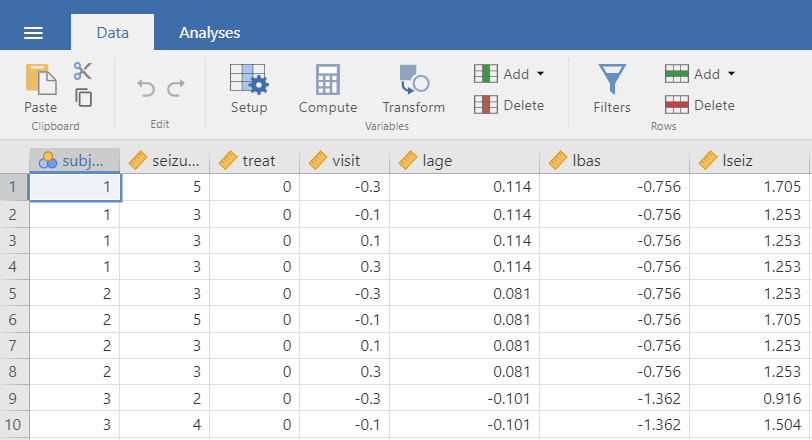 Data Analyses
Paste Setup Compute Transform Add Delete Filters Add Delete
Clipboard Edit Variables Rows
subj... seizu... treat visit lage lbas lseiz
1 1 5 0 -0.3 0.114 -0.756 1.705
2 1 3 0 -0.1 0.114 -0.756 1.253
3 1 3 0 0.1 0.114 -0.756 1.253
4 1 3 0 0.3 0.114 -0.756 1.253
5 2 3 0 -0.3 0.081 -0.756 1.253
6 2 5 0 -0.1 0.081 -0.756 1.705
7 2 3 0 0.1 0.081 -0.756 1.253
8 2 3 0 0.3 0.081 -0.756 1.253
9 3 2 0 -0.3 -0.101 -1.362 0.916
10 3 4 0 -0.1 -0.101 -1.362 1.504